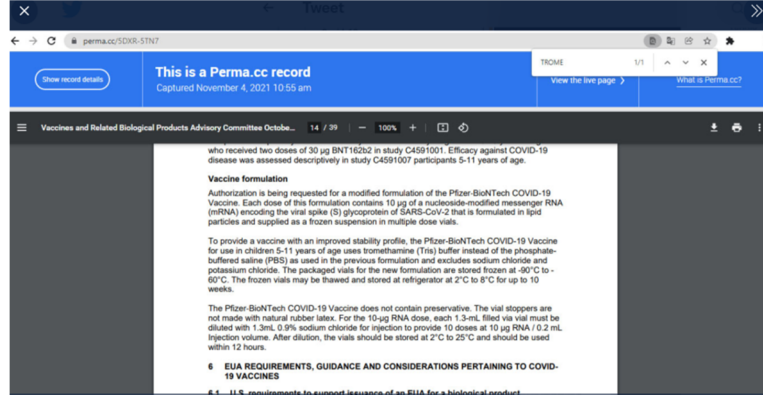 Tweet
perma.cc/5DXR-5TN7
TROME 1/1
Show record details
This is a Perma.cc record
Captured November 4, 2021 10:55 am
View the live page
What is Perma.cc?
Vaccines and Related Biological Products Advisory Committee Octobe... 14 / 39 100%
who received two doses of 30 µg BNT162b2 in study C4591001. Efficacy against COVID-19
disease was assessed descriptively in study C4591007 participants 5-11 years of age.
Vaccine formulation
Authorization is being requested for a modified formulation of the Pfizer-BioNTech COVID-19
Vaccine. Each dose of this formulation contains 10 µg of a nucleoside-modified messenger RNA
(mRNA) encoding the viral spike (S) glycoprotein of SARS-CoV-2 that is formulated in lipid
particles and supplied as a frozen suspension in multiple dose vials.
To provide a vaccine with an improved stability profile, the Pfizer-BioNTech COVID-19 Vaccine
for use in children 5-11 years of age uses tromethamine (Tris) buffer instead of the phosphate-
buffered saline (PBS) as used in the previous formulation and excludes sodium chloride and
potassium chloride. The packaged vials for the new formulation are stored frozen at -90°C to -
60°C. The frozen vials may be thawed and stored at refrigerator at 2°C to 8°C for up to 10
weeks.
The Pfizer-BioNTech COVID-19 Vaccine does not contain preservative. The vial stoppers are
not made with natural rubber latex. For the 10-µg RNA dose, each 1.3-mL filled via vial must be
diluted with 1.3mL 0.9% sodium chloride for injection to provide 10 doses at 10 µg RNA / 0.2 mL
Injection volume. After dilution, the vials should be stored at 2°C to 25°C and should be used
within 12 hours.
6 EUA REQUIREMENTS, GUIDANCE AND CONSIDERATIONS PERTAINING TO COVID-
19 VACCINES
6.1 U.S. requirements to support issuance of an EUA for a biological product